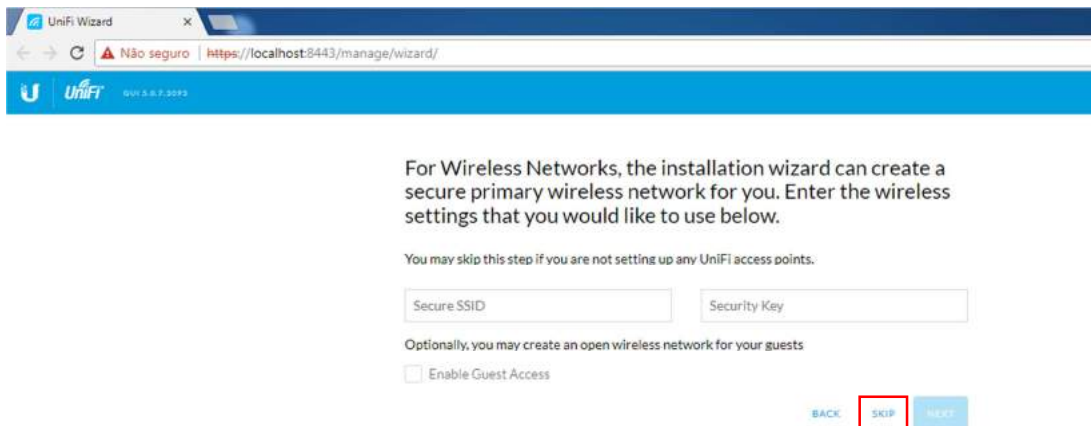 UniFi Wizard
Não seguro | https://localhost:8443/manage/wizard/
UniFi
For Wireless Networks, the installation wizard can create a
secure primary wireless network for you. Enter the wireless
settings that you would like to use below.
You may skip this step if you are not setting up any UniFi access points.
Secure SSID Security Key
Optionally, you may create an open wireless network for your guests
Enable Guest Access
BACK SKIP NEXT